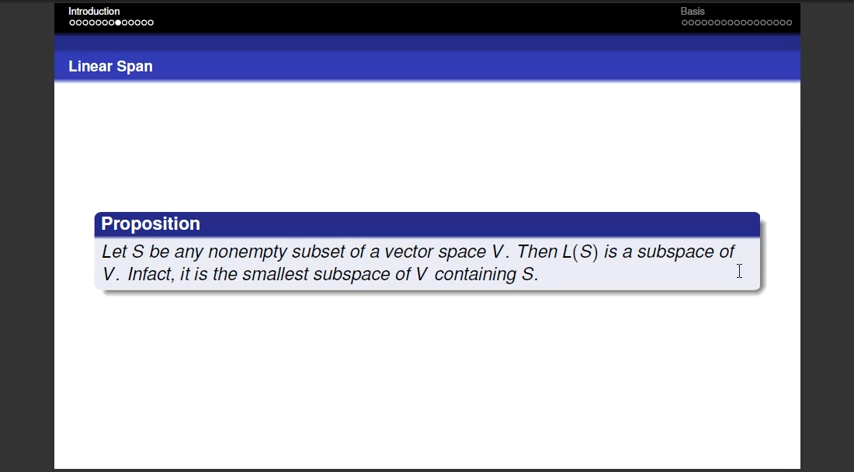 Introduction
Basis
Linear Span
Proposition
Let S be any nonempty subset of a vector space V. Then L(S) is a subspace of
V. Infact, it is the smallest subspace of V containing S.